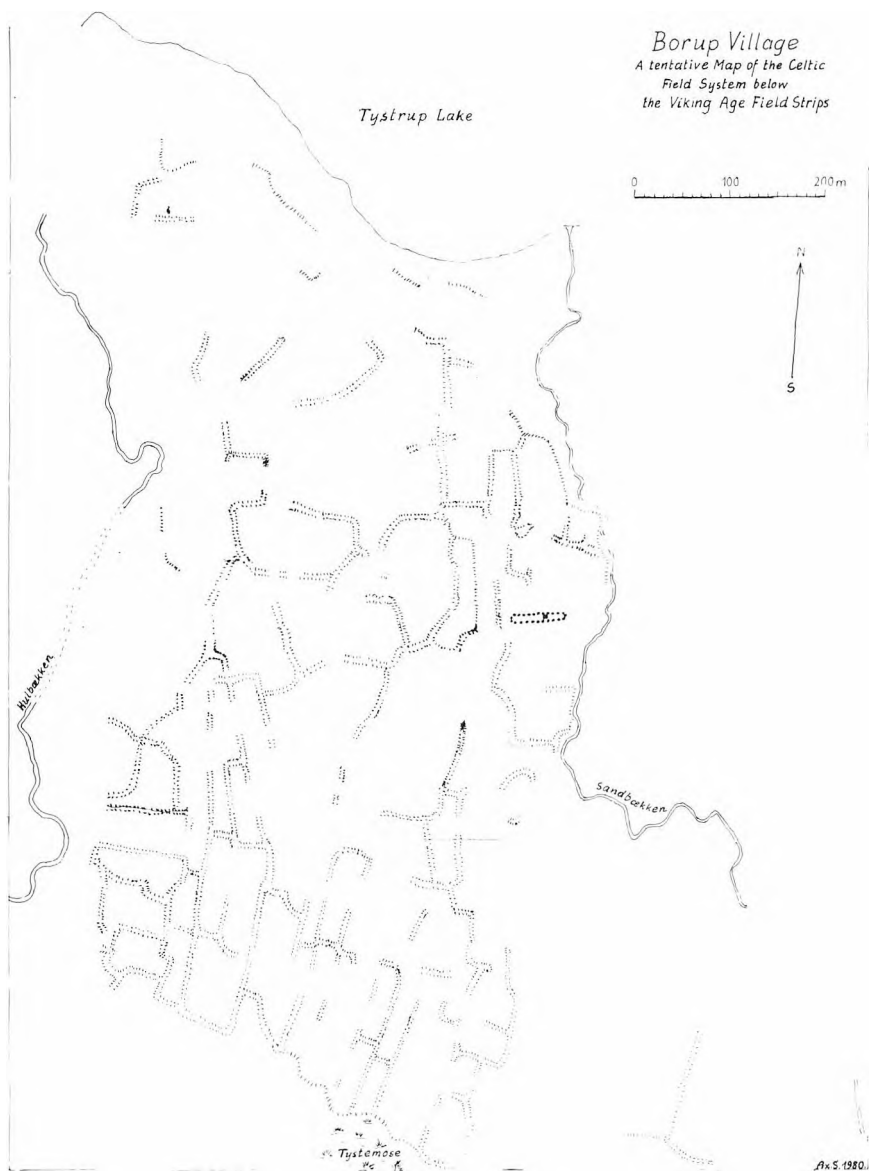 Borup Village
A tentative Map of the Celtic
Field System below
the Viking Age Field Strips
Tystrup Lake
0 100 200 m
N
S
Hulbækken
Sandbækken
Tystemose
Ax S. 1980.